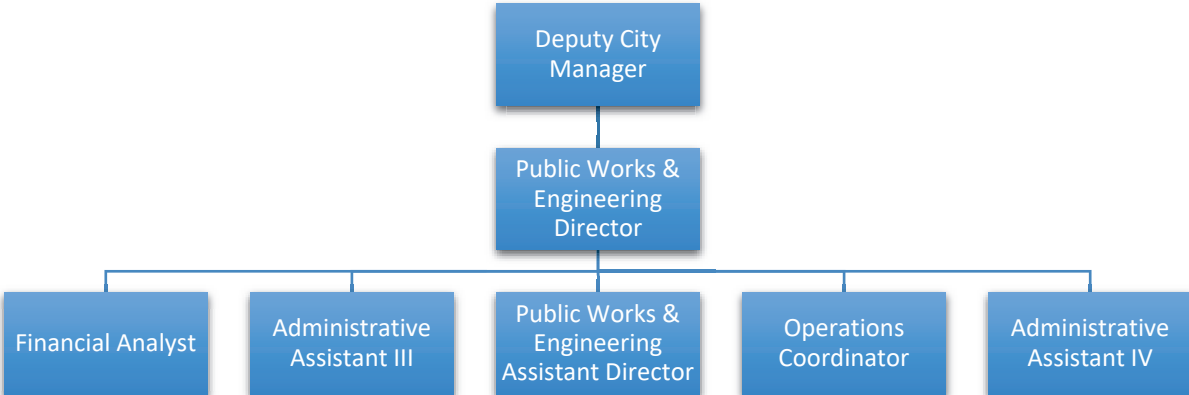 Deputy City
Manager
Public Works &
Engineering
Director
Financial Analyst
Administrative
Assistant III
Public Works &
Engineering
Assistant Director
Operations
Coordinator
Administrative
Assistant IV